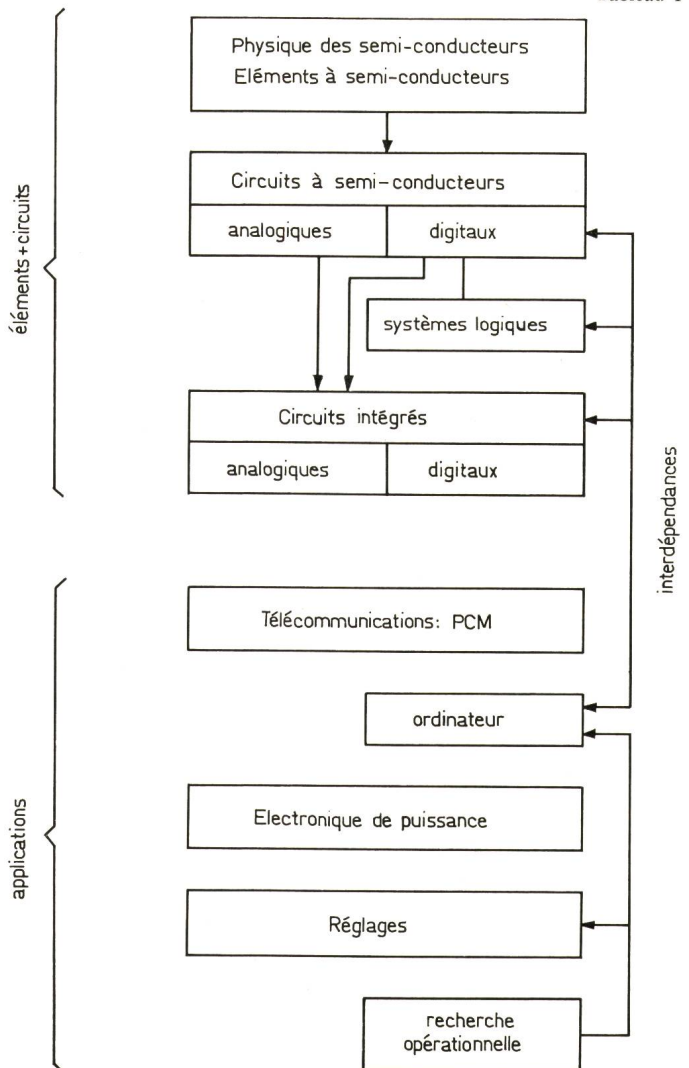 Physique des semi-conducteurs
Eléments à semi-conducteurs
Circuits à semi-conducteurs
analogiques
digitaux
systèmes logiques
Circuits intégrés
analogiques
digitaux
éléments+circuits
interdépendances
Télécommunications: PCM
ordinateur
Electronique de puissance
Réglages
recherche
opérationnelle
applications